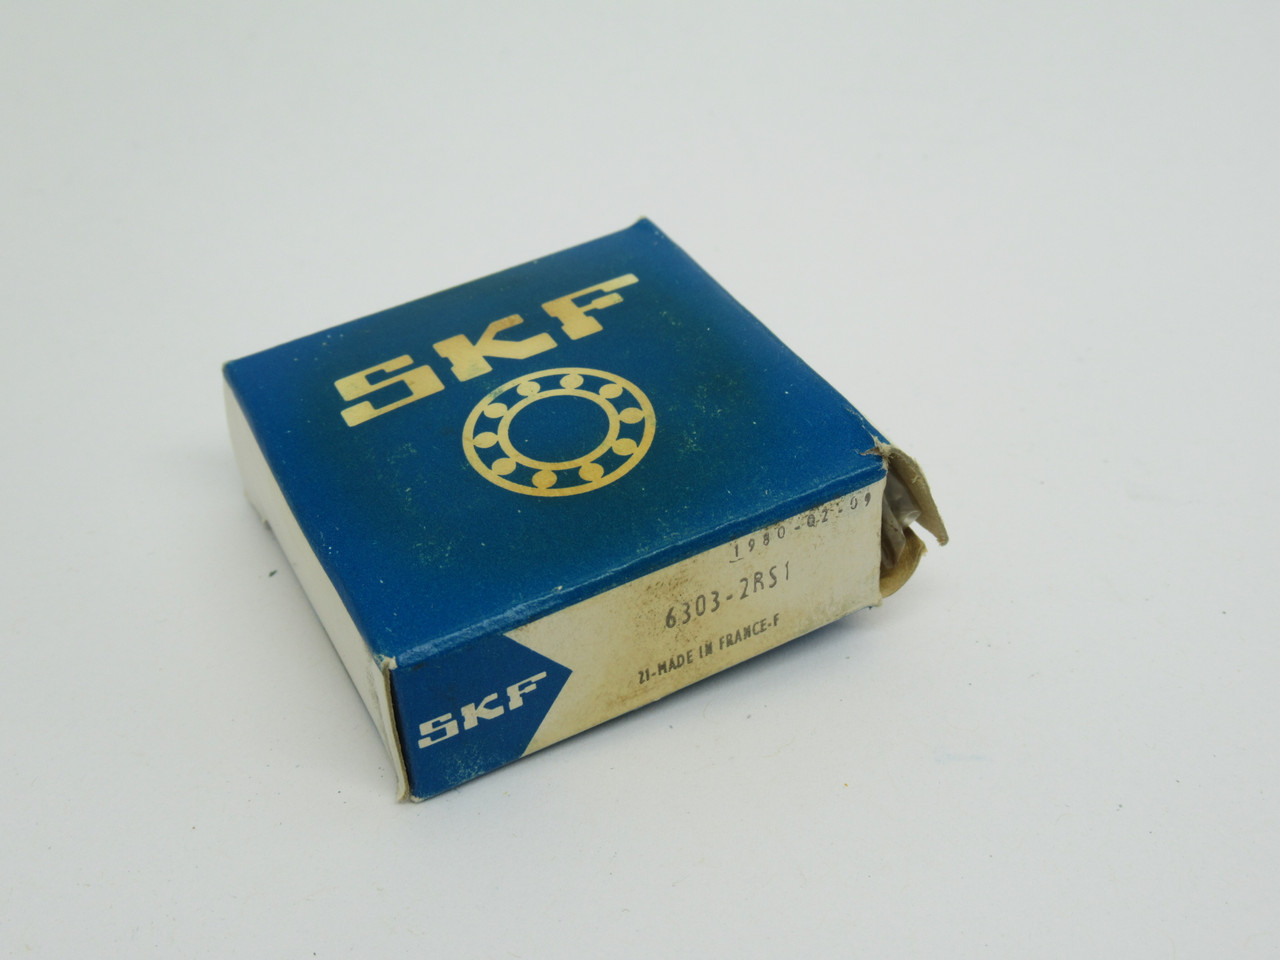 SKF
1980-02-09
6303-2RS1
21-MADE IN FRANCE-F
SKF